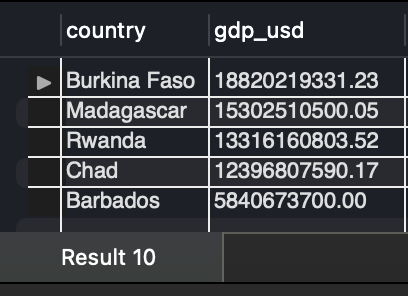 country gdp_usd
Burkina Faso 18820219331.23
Madagascar 15302510500.05
Rwanda 13316160803.52
Chad 12396807590.17
Barbados 5840673700.00
Result 10